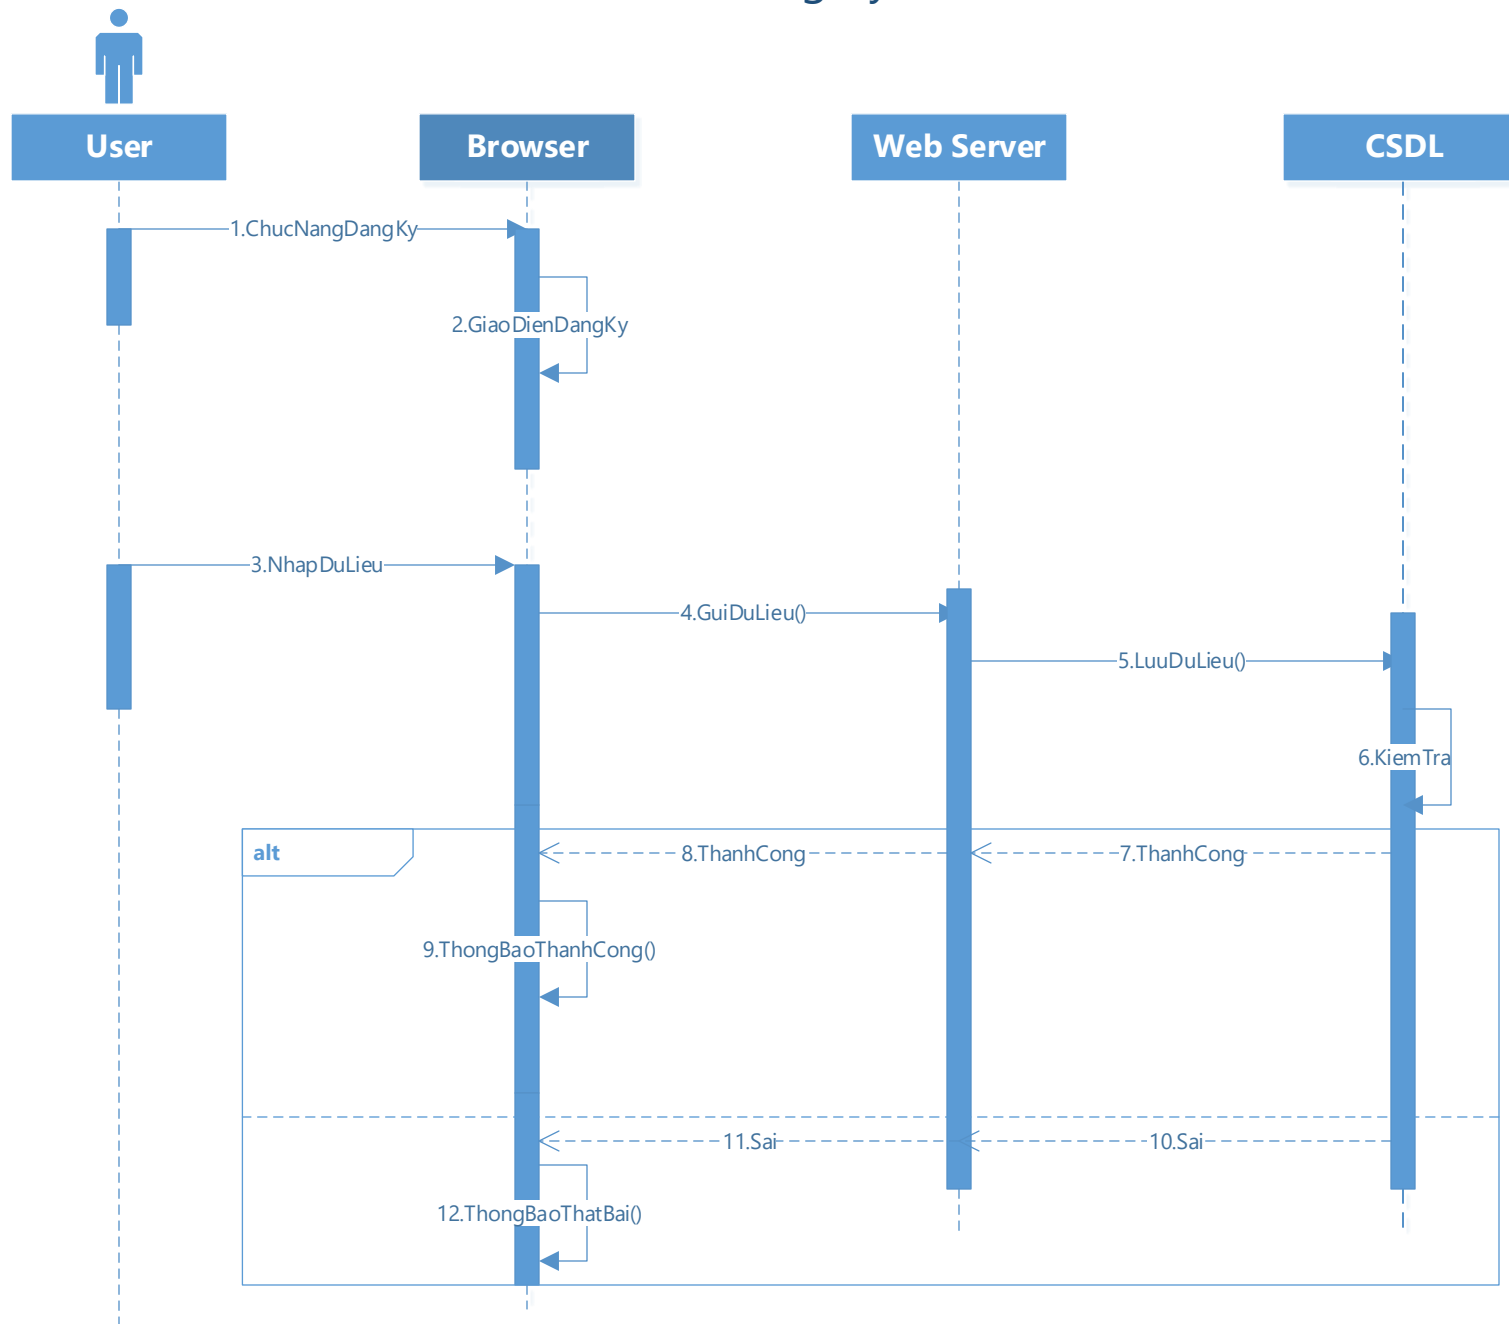 User
Browser
Web Server
CSDL
1.ChucNangDangKy
2.GiaoDienDangKy
3.NhapDuLieu
4.GuiDuLieu()
5.LuuDuLieu()
6.KiemTra
alt
8.ThanhCong
7.ThanhCong
9.ThongBaoThanhCong()
11.Sai
10.Sai
12.ThongBaoThatBai()